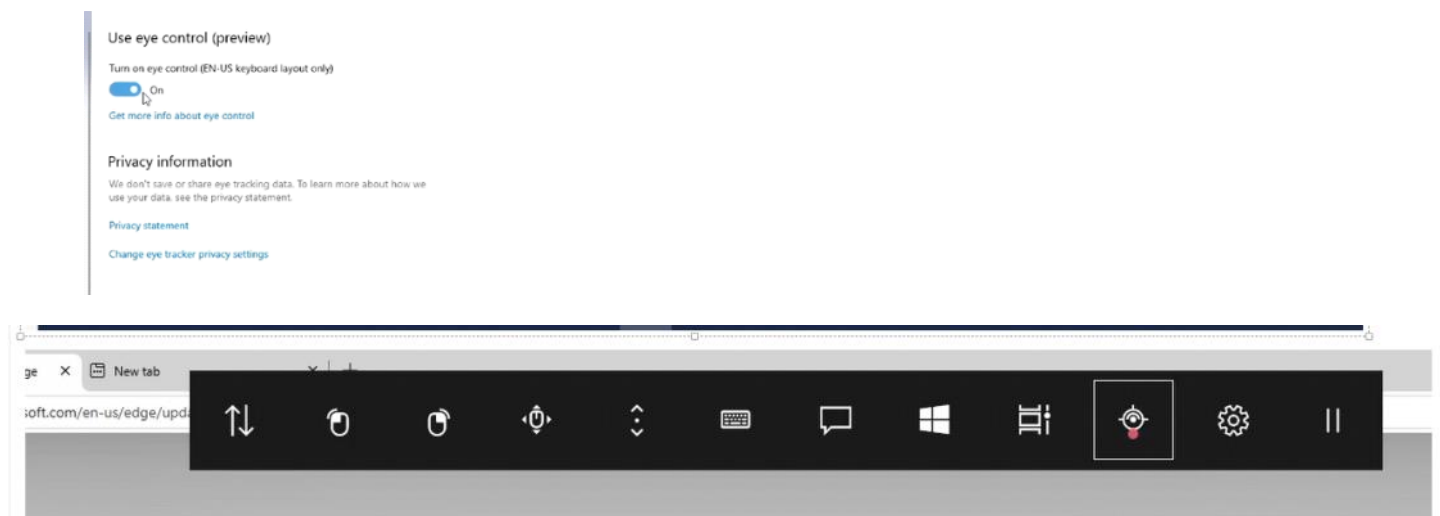 Use eye control (preview)
Turn on eye control (EN-US keyboard layout only)
On
Get more info about eye control
Privacy information
We don't save or share eye tracking data. To learn more about how we
use your data, see the privacy statement.
Privacy statement
Change eye tracker privacy settings
ge New tab
soft.com/en-us/edge/upda